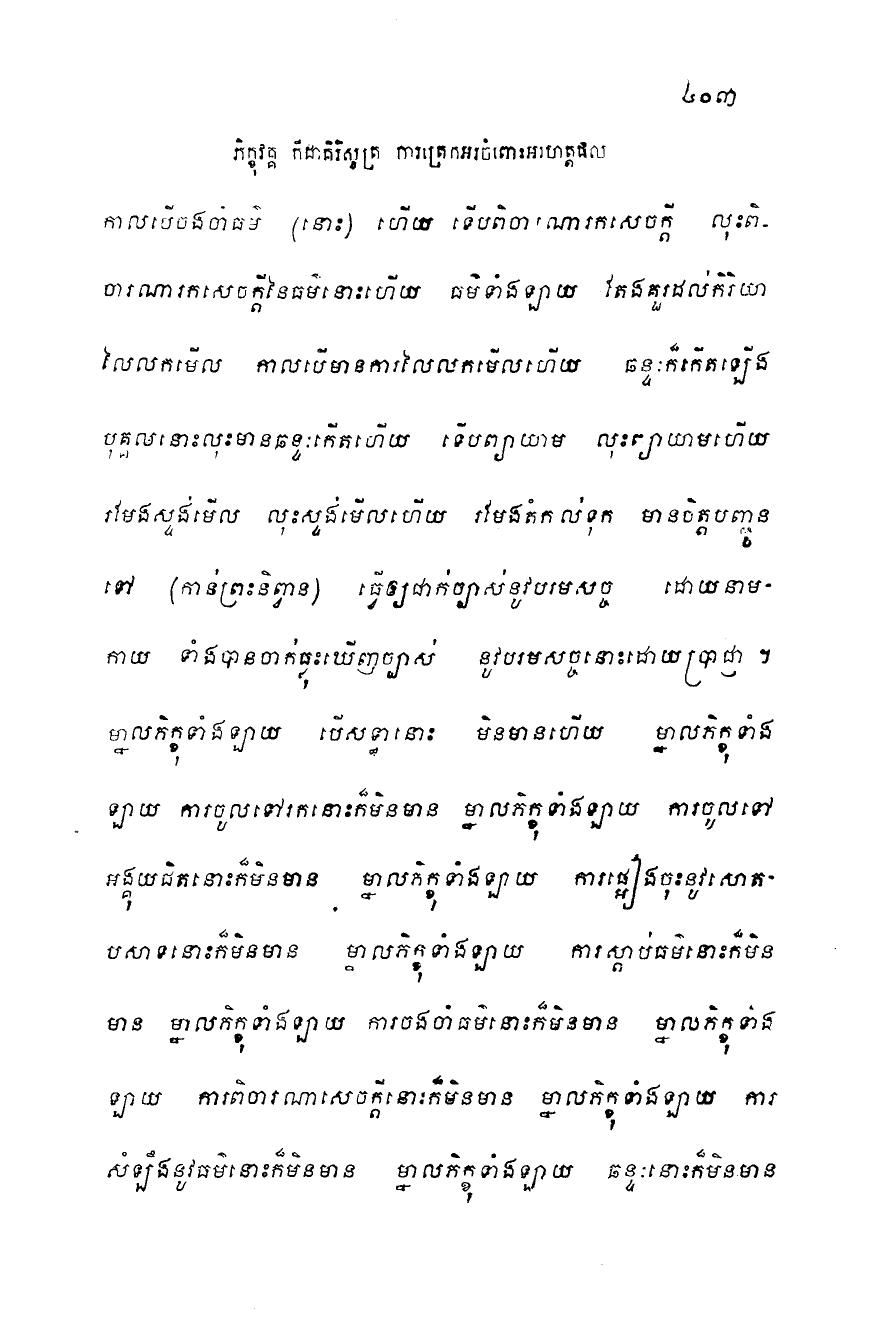 ៤០៣
ភិក្ខុវគ្គ កីដាគិរិសូត្រ ការត្រេកអរចំពោះអរហត្តផល
កាលបើចងចាំធម៌ (នោះ) ហើយ ទើបពិចារណារកសេចក្តី លុះពិ-
ចារណារកសេចក្តីនៃធម៌នោះហើយ ធម៌ទាំងឡាយ តែងគួរដល់កិរិយា
លៃលកមើល កាលបើមានការលៃលកមើលហើយ ឆន្ទៈក៏កើតឡើង
បុគ្គលនោះលុះមានឆន្ទៈកើតហើយ ទើបព្យាយាម លុះព្យាយាមហើយ
រមែងស្ទង់មើល លុះស្ទង់មើលហើយ រមែងតំកល់ទុក មានចិត្តបញ្ជូន
ទៅ (កាន់ព្រះនិព្វាន) ធ្វើឲ្យជាក់ច្បាស់នូវបរមសច្ច ដោយនាម-
កាយ ទាំងបានចាក់ធ្លុះឃើញច្បាស់ នូវបរមសច្ចនោះដោយប្រាជ្ញា ។
ម្នាលភិក្ខុទាំងឡាយ បើសទ្ធានោះ មិនមានហើយ ម្នាលភិក្ខុទាំង
ឡាយ ការចូលទៅរកនោះក៏មិនមាន ម្នាលភិក្ខុទាំងឡាយ ការចូលទៅ
អង្គុយជិតនោះក៏មិនមាន ម្នាលភិក្ខុទាំងឡាយ ការផ្អៀងចុះនូវសោត-
បសាទនោះក៏មិនមាន ម្នាលភិក្ខុទាំងឡាយ ការស្តាប់ធម៌នោះក៏មិន
មាន ម្នាលភិក្ខុទាំងឡាយ ការចងចាំធម៌នោះក៏មិនមាន ម្នាលភិក្ខុទាំង
ឡាយ ការពិចារណាសេចក្តីនោះក៏មិនមាន ម្នាលភិក្ខុទាំងឡាយ ការ
សំឡឹងនូវធម៌នោះក៏មិនមាន ម្នាលភិក្ខុទាំងឡាយ ឆន្ទៈនោះក៏មិនមាន